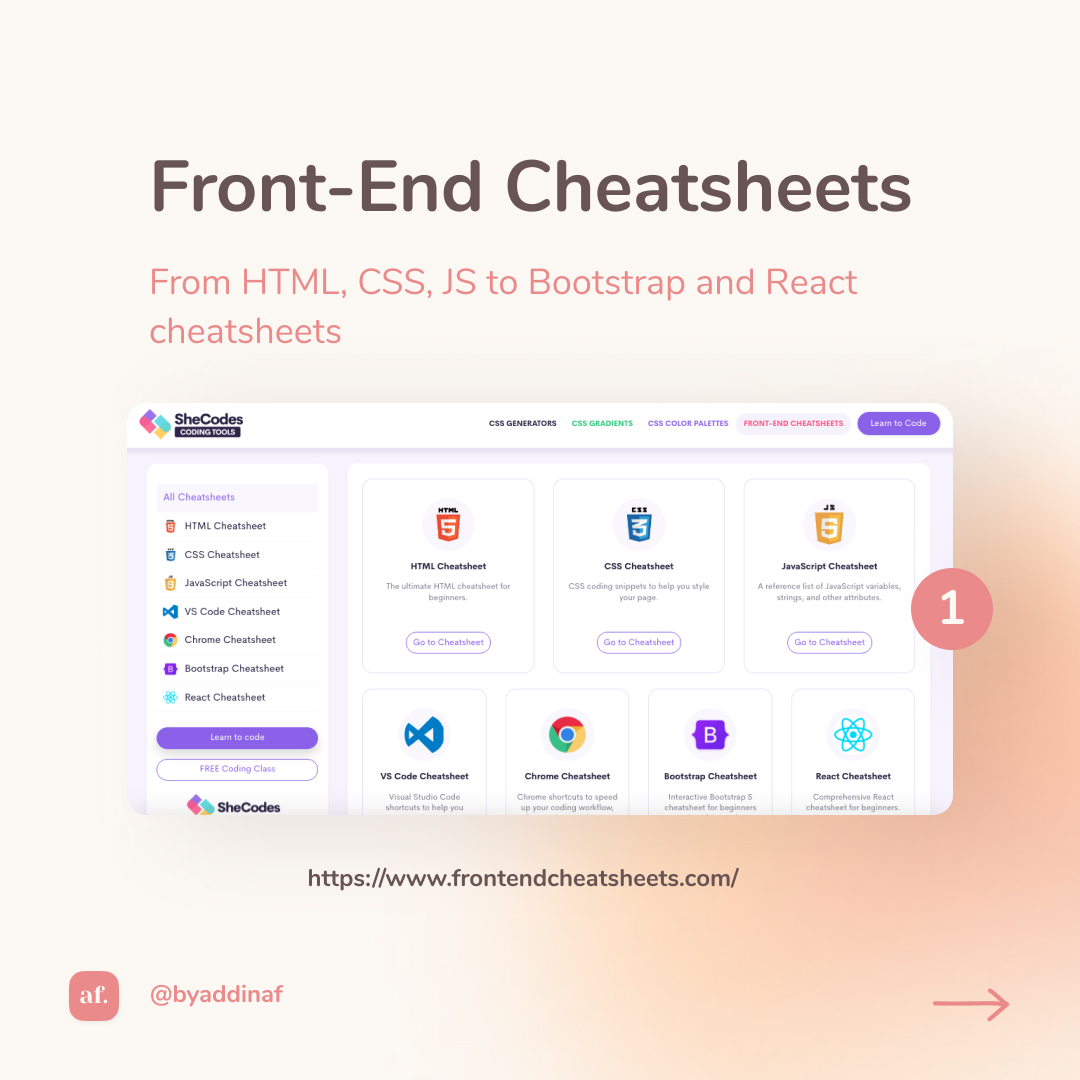 Front-End Cheatsheets
From HTML, CSS, JS to Bootstrap and React
cheatsheets
SheCodes
CODING TOOLS
CSS GENERATORS
CSS GRADIENTS
CSS COLOR PALETTES
FRONT-END CHEATSHEETS
Learn to Code
All Cheatsheets
HTML Cheatsheet
CSS Cheatsheet
JavaScript Cheatsheet
VS Code Cheatsheet
Chrome Cheatsheet
Bootstrap Cheatsheet
React Cheatsheet
Learn to code
FREE Coding Class
SheCodes
HTML
5
HTML Cheatsheet
The ultimate HTML cheatsheet for
beginners.
Go to Cheatsheet
CSS
3
CSS Cheatsheet
CSS coding snippets to help you style
your page.
Go to Cheatsheet
JS
5
JavaScript Cheatsheet
A reference list of JavaScript variables,
strings, and other attributes.
Go to Cheatsheet
1
VS Code Cheatsheet
Visual Studio Code
shortcuts to help you
Chrome Cheatsheet
Chrome shortcuts to speed
up your coding workflow,
B
Bootstrap Cheatsheet
Interactive Bootstrap 5
cheatsheet for beginners
React Cheatsheet
Comprehensive React
cheatsheet for beginners.
https://www.frontendcheatsheets.com/
af.
@byaddinaf